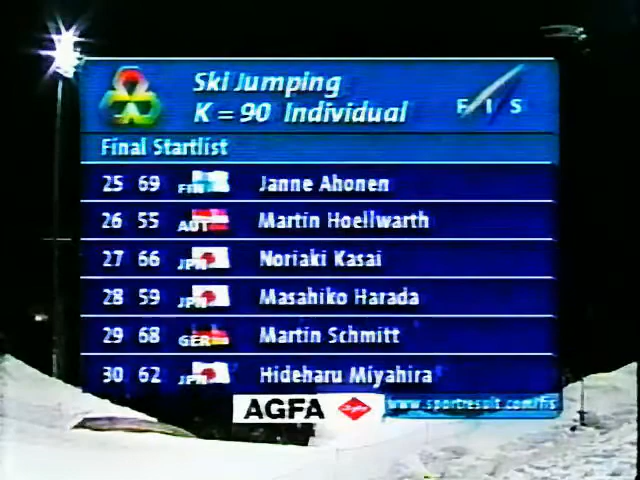 Ski Jumping
K = 90 Individual
FIS
Final Startlist
25 69 FIN Janne Ahonen
26 55 AUT Martin Hoellwarth
27 66 JPN Noriaki Kasai
28 59 JPN Masahiko Harada
29 68 GER Martin Schmitt
30 62 JPN Hideharu Miyahira
AGFA www.sportresult.com/fis